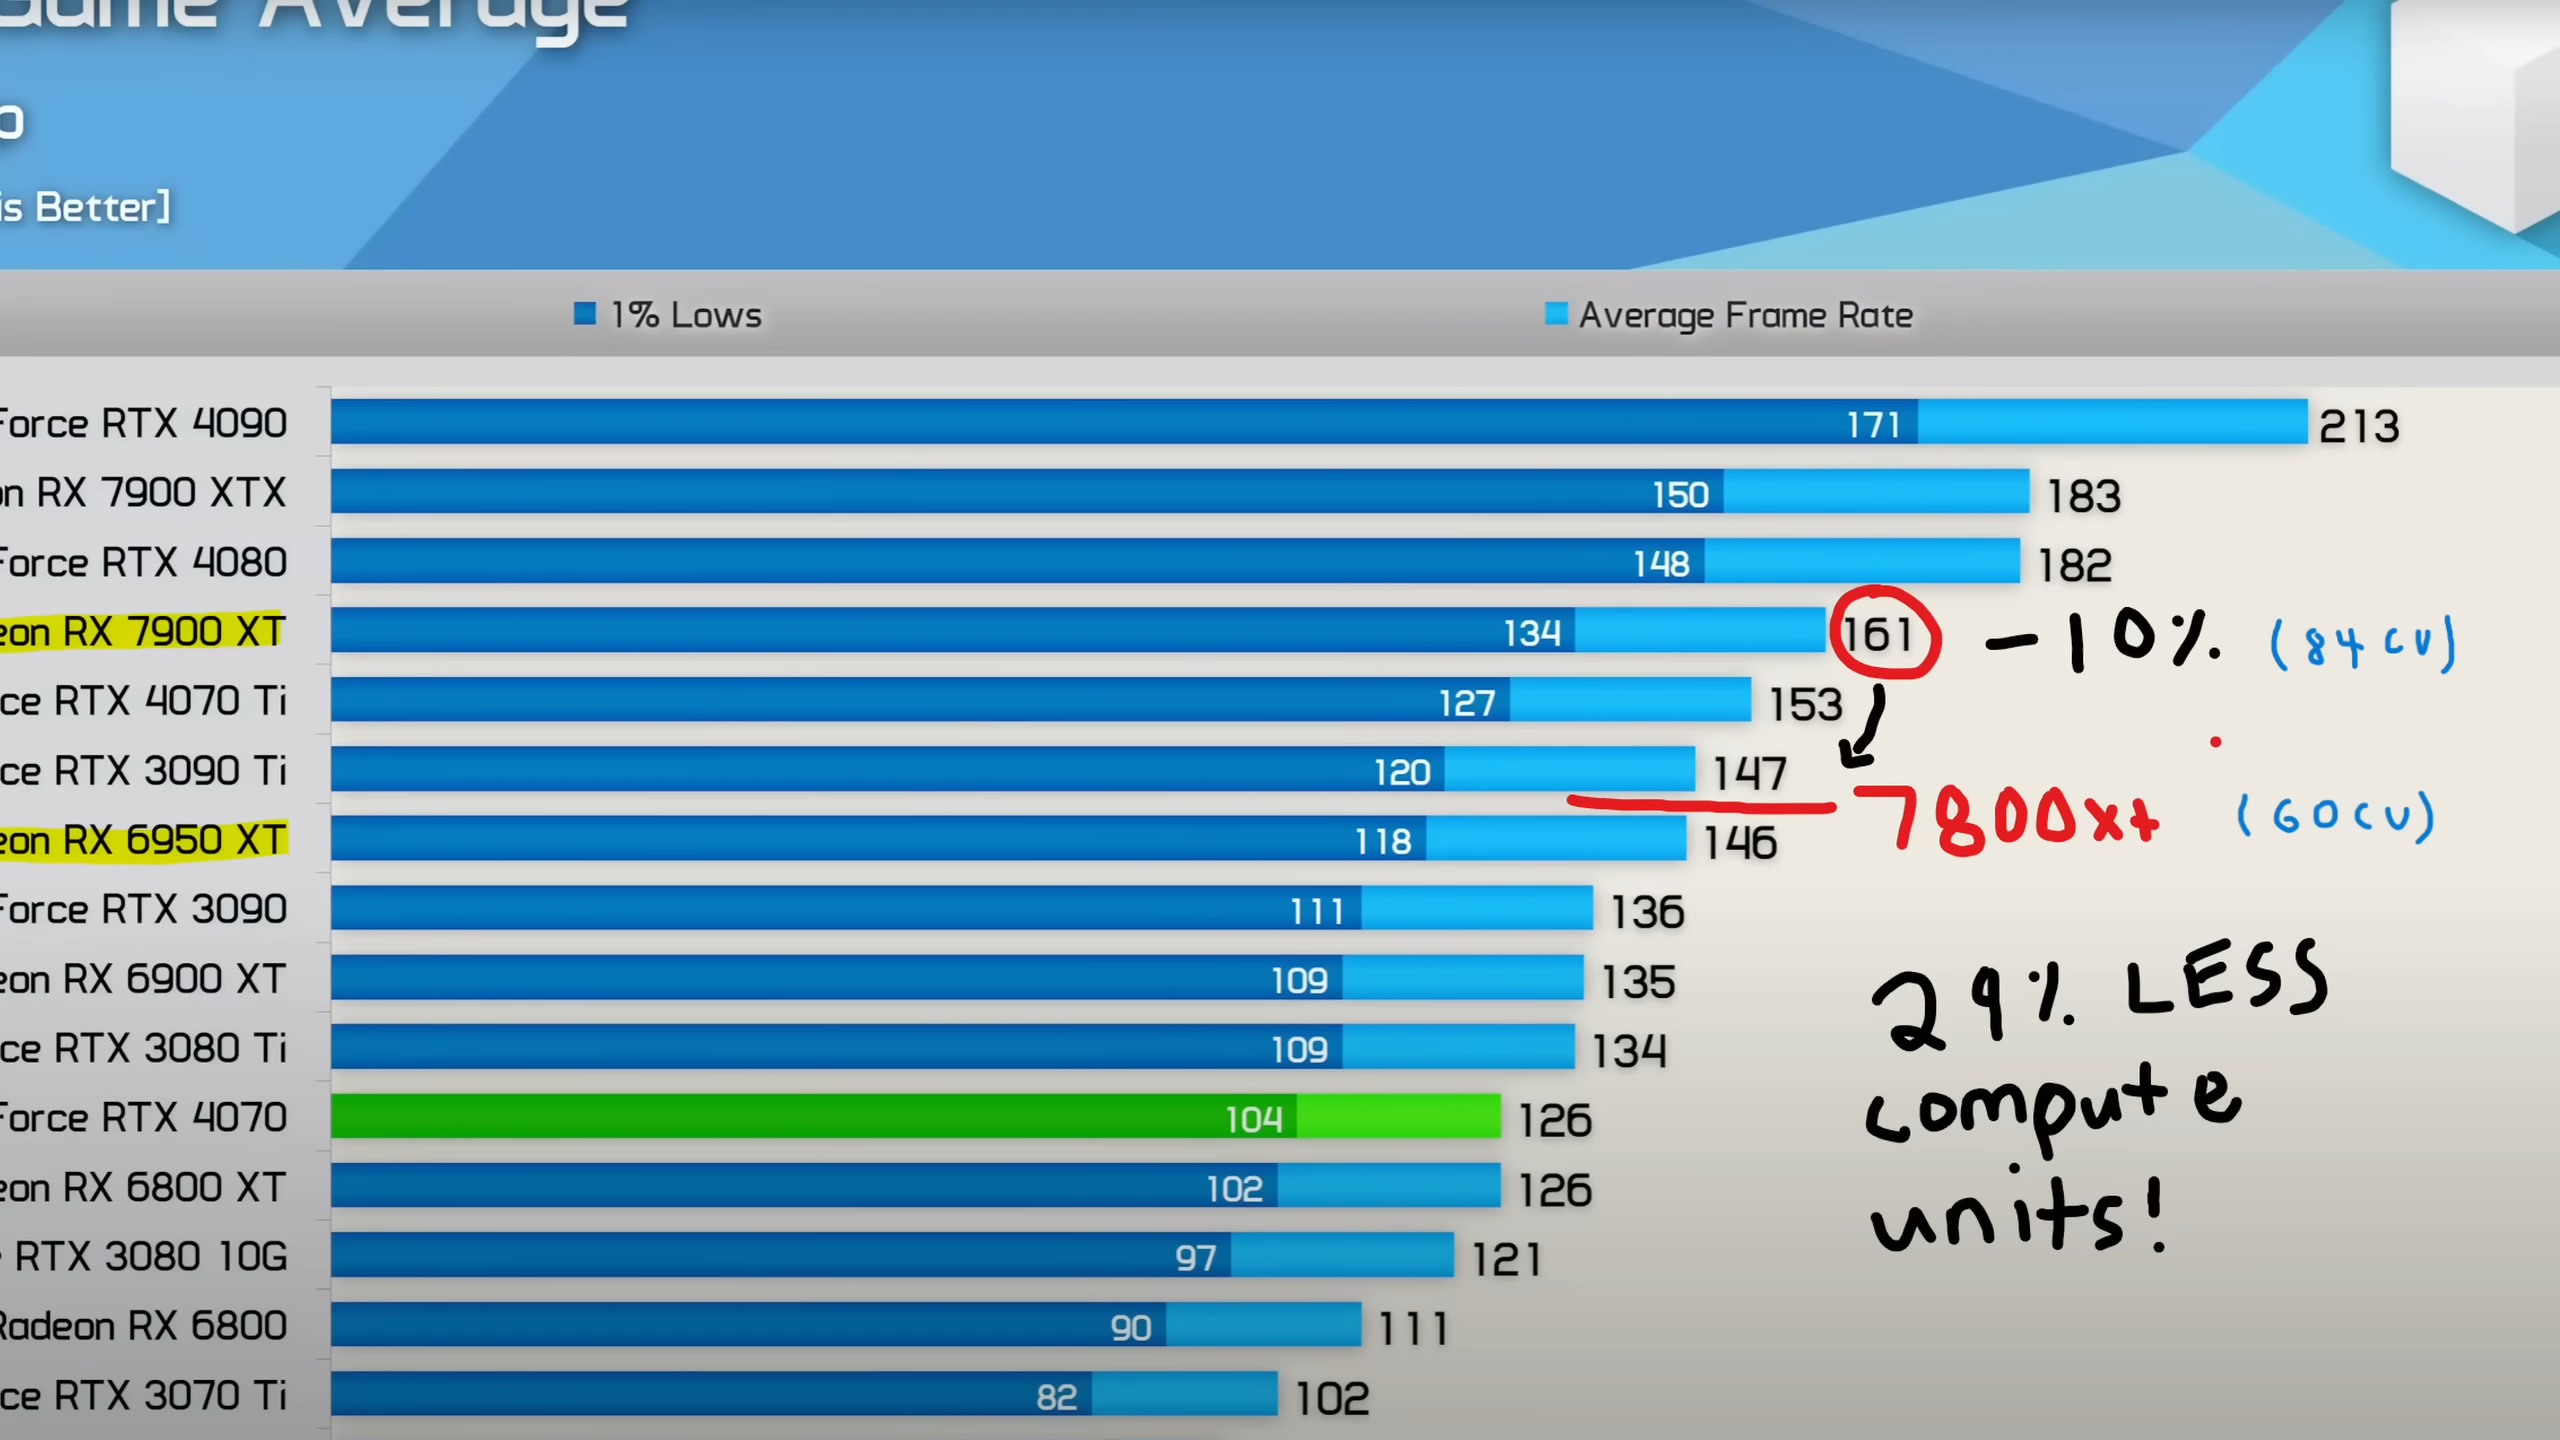 Game Average
is Better]
1% Lows Average Frame Rate
Force RTX 4090 171 213
on RX 7900 XTX 150 183
Force RTX 4080 148 182
eon RX 7900 XT 134 161 -10% (84 CU)
ce RTX 4070 Ti 127 153
ce RTX 3090 Ti 120 147
7800xt (60CU)
eon RX 6950 XT 118 146
Force RTX 3090 111 136
eon RX 6900 XT 109 135
29% LESS
ce RTX 3080 Ti 109 134
compute
Force RTX 4070 104 126
eon RX 6800 XT 102 126
units!
RTX 3080 10G 97 121
Radeon RX 6800 90 111
ce RTX 3070 Ti 82 102